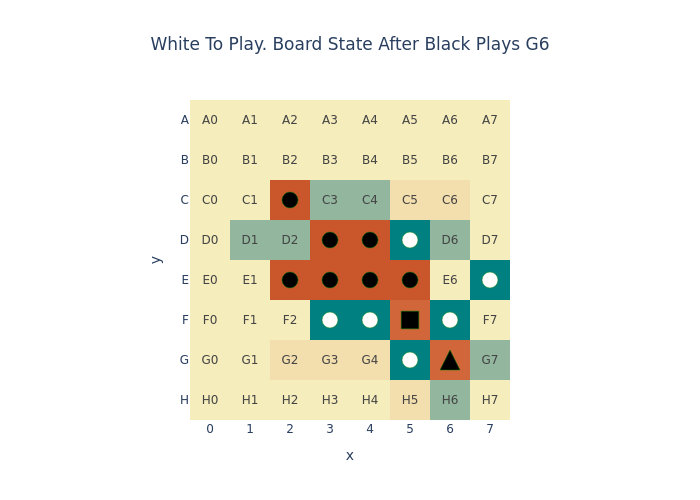 White To Play. Board State After Black Plays G6
A A0 A1 A2 A3 A4 A5 A6 A7
B B0 B1 B2 B3 B4 B5 B6 B7
C C0 C1 C3 C4 C5 C6 C7
D D0 D1 D2 D6 D7
E E0 E1 E6
F F0 F1 F2 F7
G G0 G1 G2 G3 G4 G7
H H0 H1 H2 H3 H4 H5 H6 H7
0 1 2 3 4 5 6 7
x
y